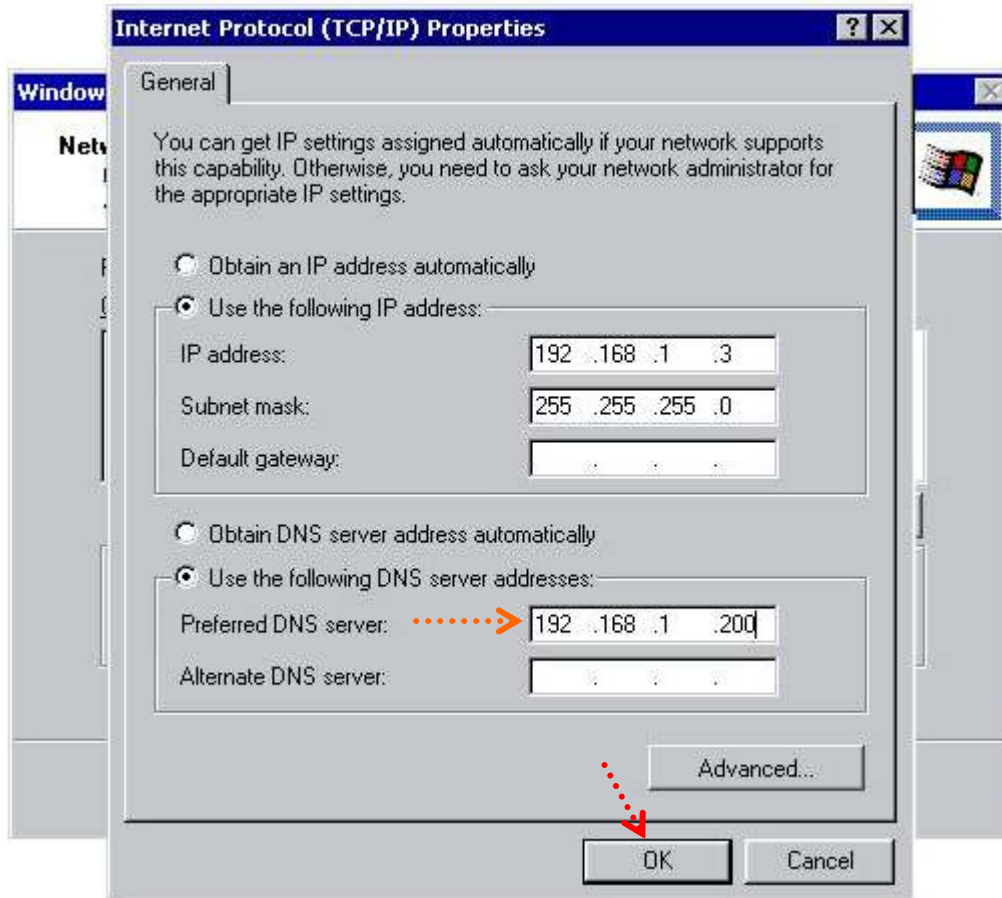 Internet Protocol (TCP/IP) Properties
General
Window
Netw
You can get IP settings assigned automatically if your network supports
this capability. Otherwise, you need to ask your network administrator for
the appropriate IP settings.
Obtain an IP address automatically
Use the following IP address:
IP address: 192 .168 .1 .3
Subnet mask: 255 .255 .255 .0
Default gateway: . . .
Obtain DNS server address automatically
Use the following DNS server addresses:
Preferred DNS server: 192 .168 .1 .200
Alternate DNS server: . . .
Advanced...
OK Cancel